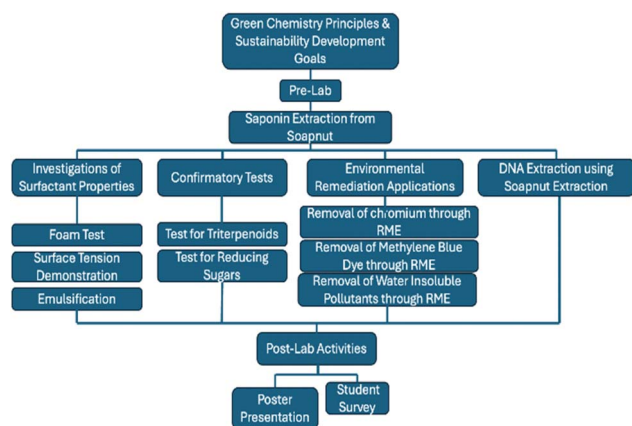 Green Chemistry Principles &
Sustainability Development
Goals
Pre-Lab
Saponin Extraction from
Soapnut
Investigations of
Surfactant Properties
Confirmatory Tests
Environmental
Remediation Applications
DNA Extraction using
Soapnut Extraction
Foam Test
Surface Tension
Demonstration
Emulsification
Test for Triterpenoids
Test for Reducing
Sugars
Removal of chromium through
RME
Removal of Methylene Blue
Dye through RME
Removal of Water Insoluble
Pollutants through RME
Post-Lab Activities
Poster
Presentation
Student
Survey